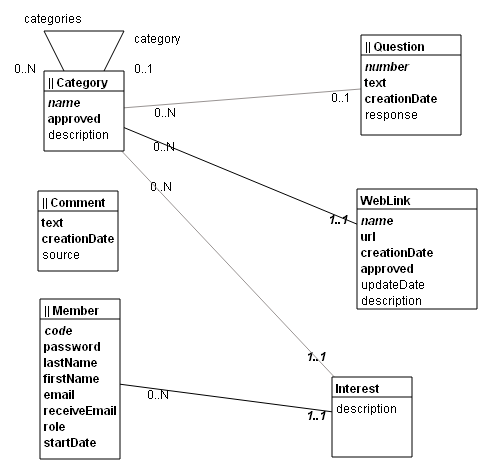 categories
category
0..N
0..1
|| Category
name
approved
description
|| Question
number
text
creationDate
response
0..N
0..1
0..N
0..N
|| Comment
text
creationDate
source
WebLink
name
url
creationDate
approved
updateDate
description
1..1
|| Member
code
password
lastName
firstName
email
receiveEmail
role
startDate
1..1
Interest
description
0..N
1..1